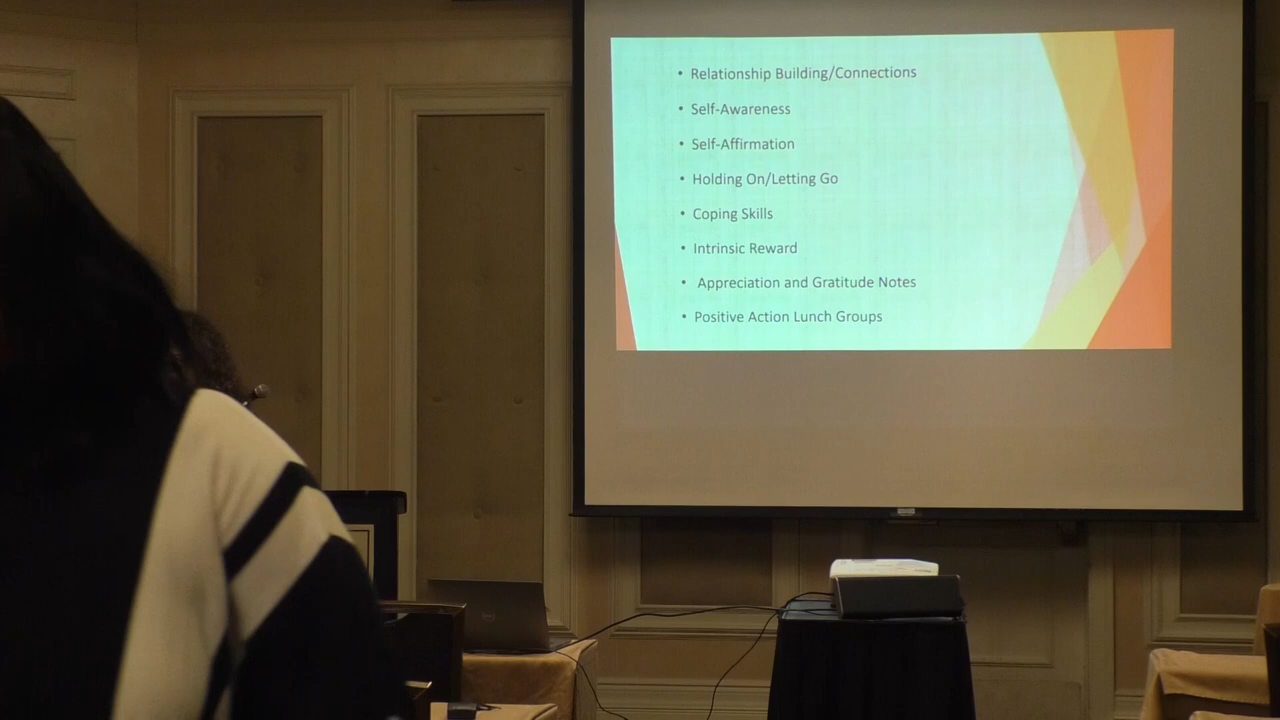 • Relationship Building/Connections
• Self-Awareness
• Self-Affirmation
• Holding On/Letting Go
• Coping Skills
• Intrinsic Reward
• Appreciation and Gratitude Notes
• Positive Action Lunch Groups